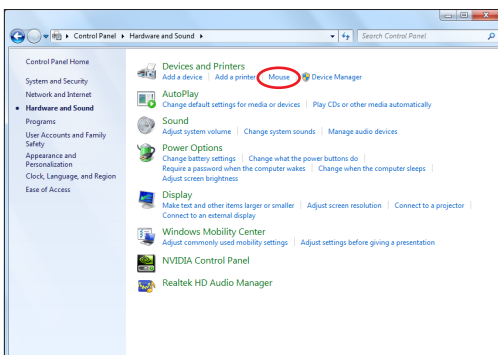 Control Panel ▸ Hardware and Sound ▸
Search Control Panel
Control Panel Home
System and Security
Network and Internet
Hardware and Sound
Programs
User Accounts and Family
Safety
Appearance and
Personalization
Clock, Language, and Region
Ease of Access
Devices and Printers
Add a device | Add a printer | Mouse | Device Manager
AutoPlay
Change default settings for media or devices | Play CDs or other media automatically
Sound
Adjust system volume | Change system sounds | Manage audio devices
Power Options
Change battery settings | Change what the power buttons do |
Require a password when the computer wakes | Change when the computer sleeps |
Adjust screen brightness
Display
Make text and other items larger or smaller | Adjust screen resolution | Connect to a projector |
Connect to an external display
Windows Mobility Center
Adjust commonly used mobility settings | Adjust settings before giving a presentation
NVIDIA Control Panel
Realtek HD Audio Manager